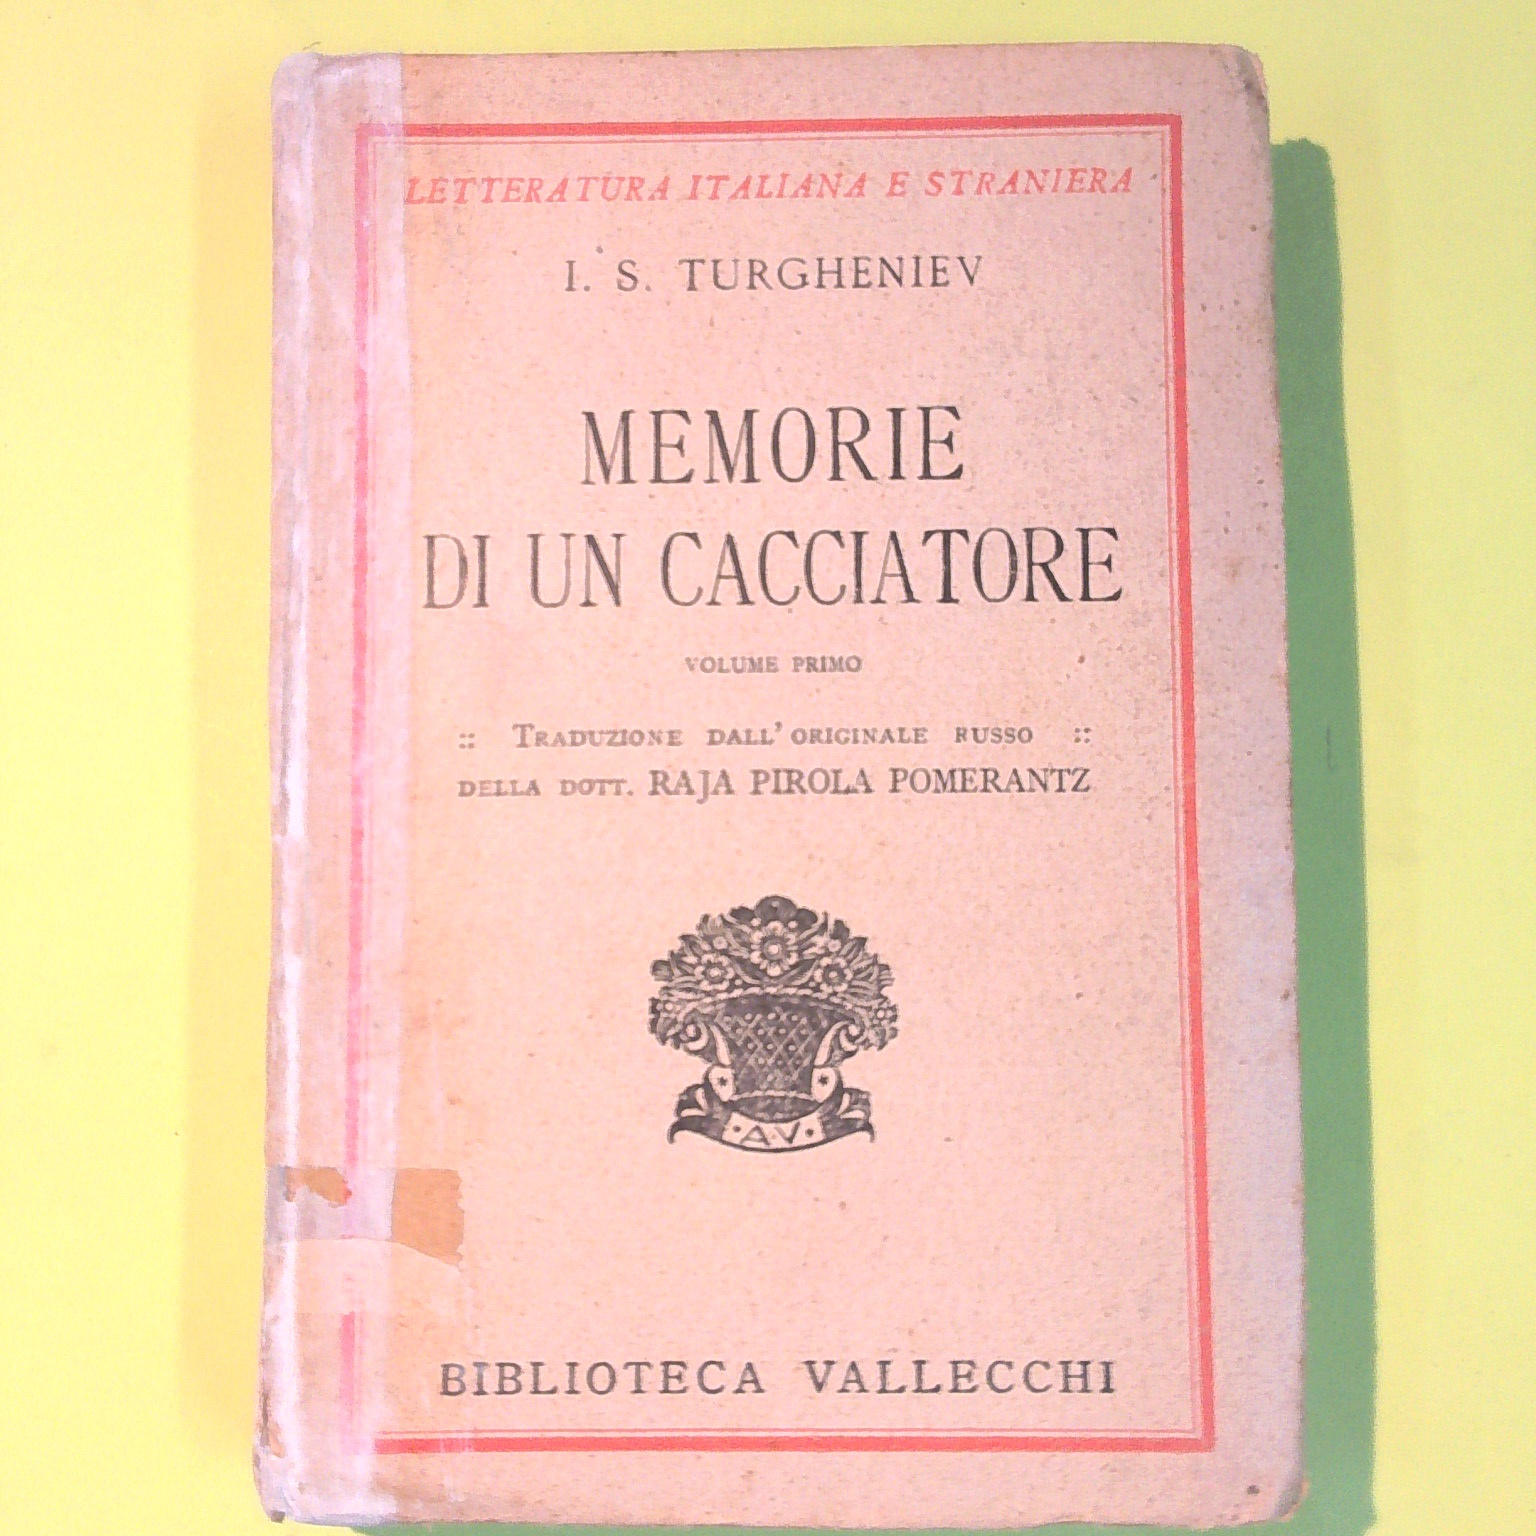 LETTERATURA ITALIANA E STRANIERA
I. S. TURGHENIEV
MEMORIE
DI UN CACCIATORE
VOLUME PRIMO
:: TRADUZIONE DALL'ORIGINALE RUSSO ::
DELLA DOTT. RAJA PIROLA POMERANTZ
·A·V·
BIBLIOTECA VALLECCHI